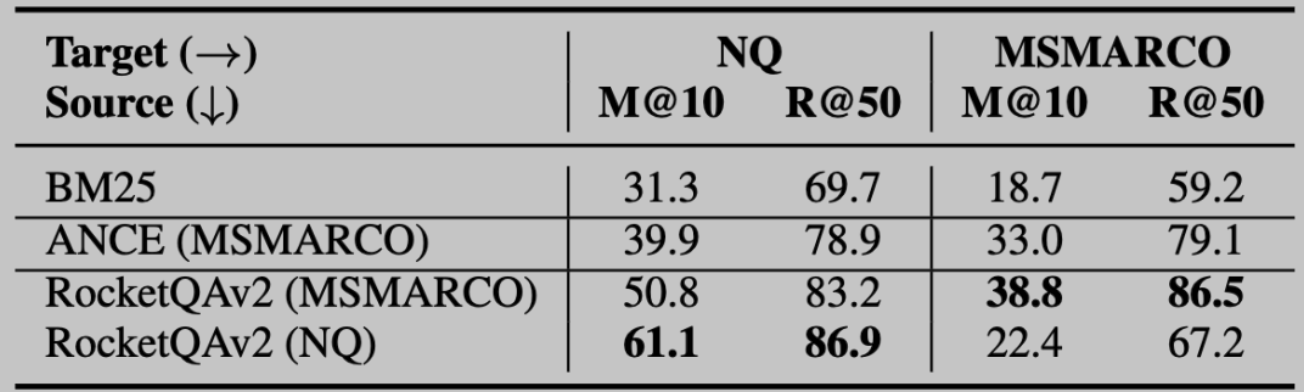 Target (→) NQ MSMARCO
Source (↓) M@10 R@50 M@10 R@50
BM25 31.3 69.7 18.7 59.2
ANCE (MSMARCO) 39.9 78.9 33.0 79.1
RocketQAv2 (MSMARCO) 50.8 83.2 38.8 86.5
RocketQAv2 (NQ) 61.1 86.9 22.4 67.2